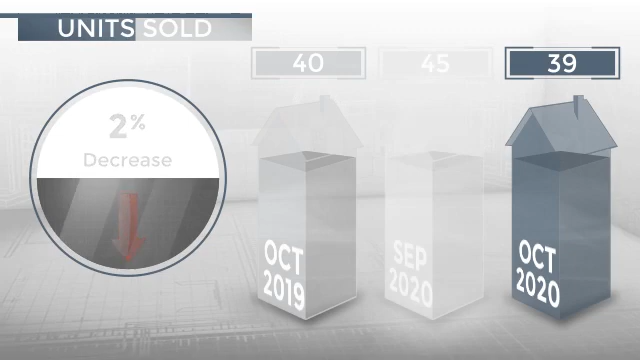 UNITS SOLD
40
45
39
2%
Decrease
OCT
2019
SEP
2020
OCT
2020